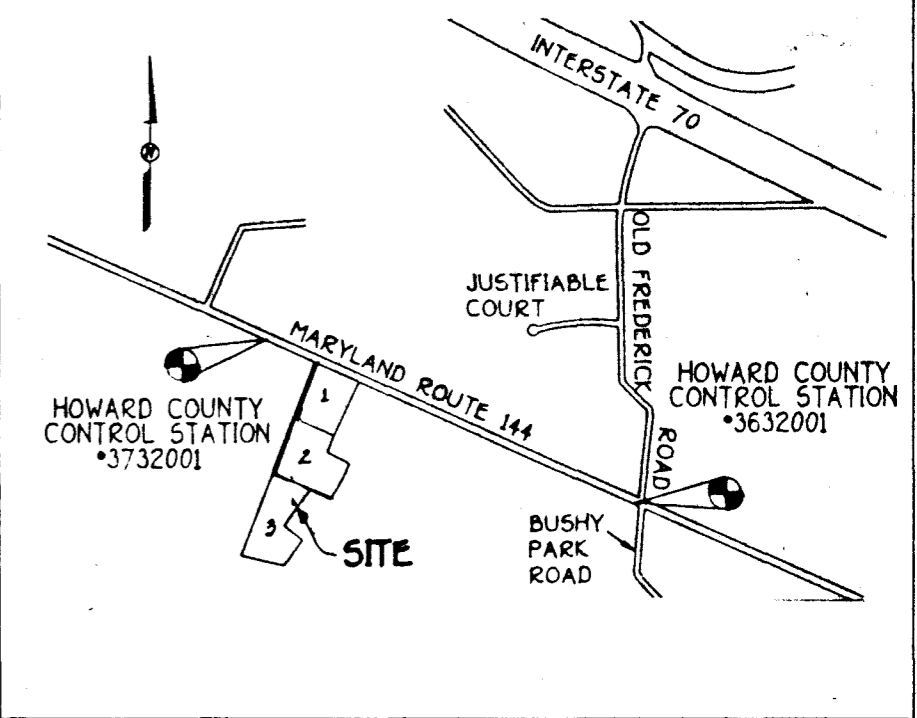 INTERSTATE 70
N
OLD FREDERICK ROAD
JUSTIFIABLE
COURT
MARYLAND ROUTE 144
HOWARD COUNTY
CONTROL STATION
•3632001
HOWARD COUNTY
CONTROL STATION
•3732001
1
2
3
SITE
BUSHY
PARK
ROAD